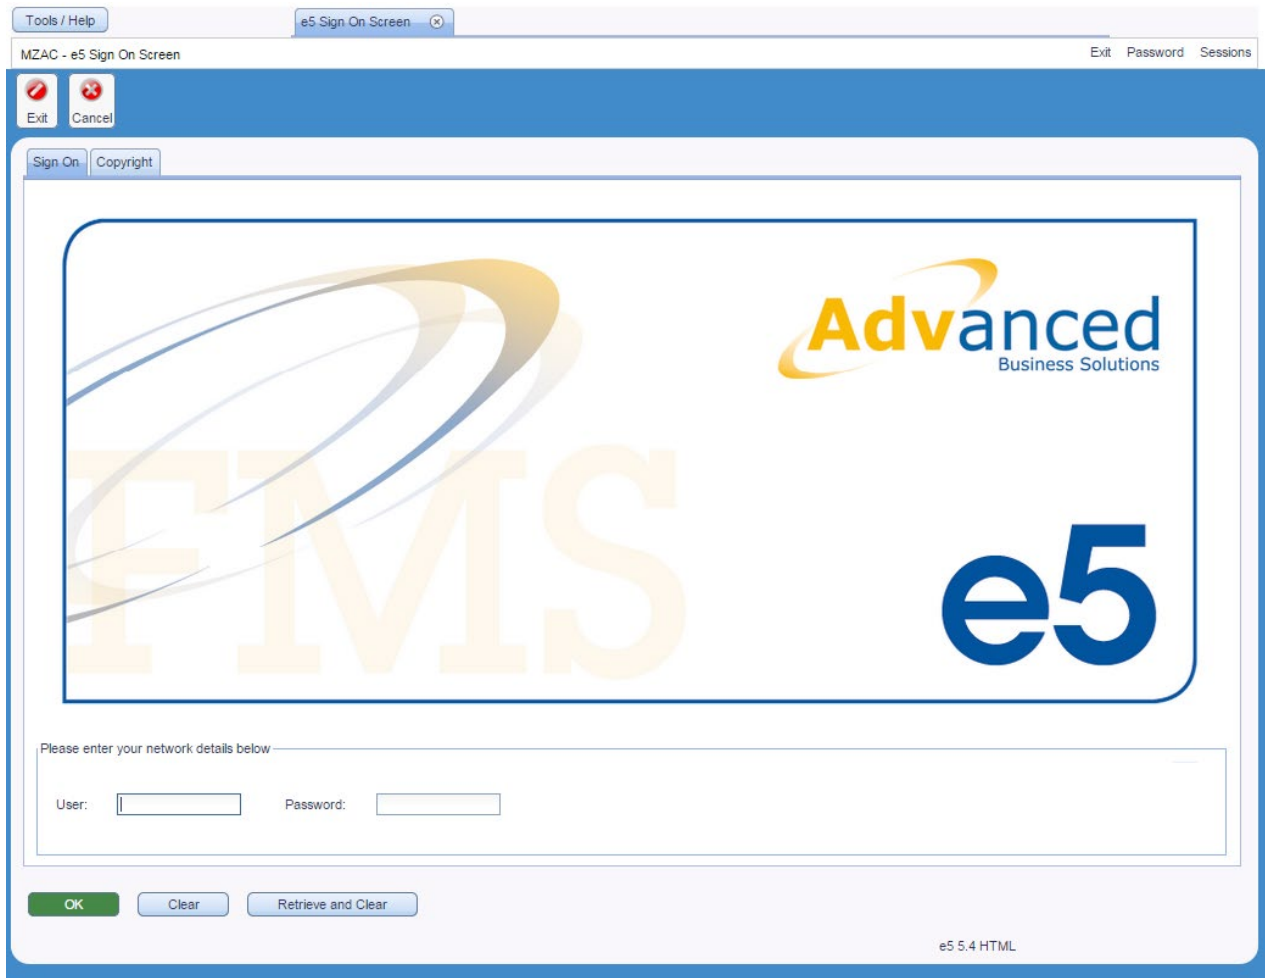 Tools / Help
e5 Sign On Screen
MZAC - e5 Sign On Screen
Exit Password Sessions
Exit
Cancel
Sign On
Copyright
Advanced
Business Solutions
FMS
e5
Please enter your network details below
User:
Password:
OK
Clear
Retrieve and Clear
e5 5.4 HTML